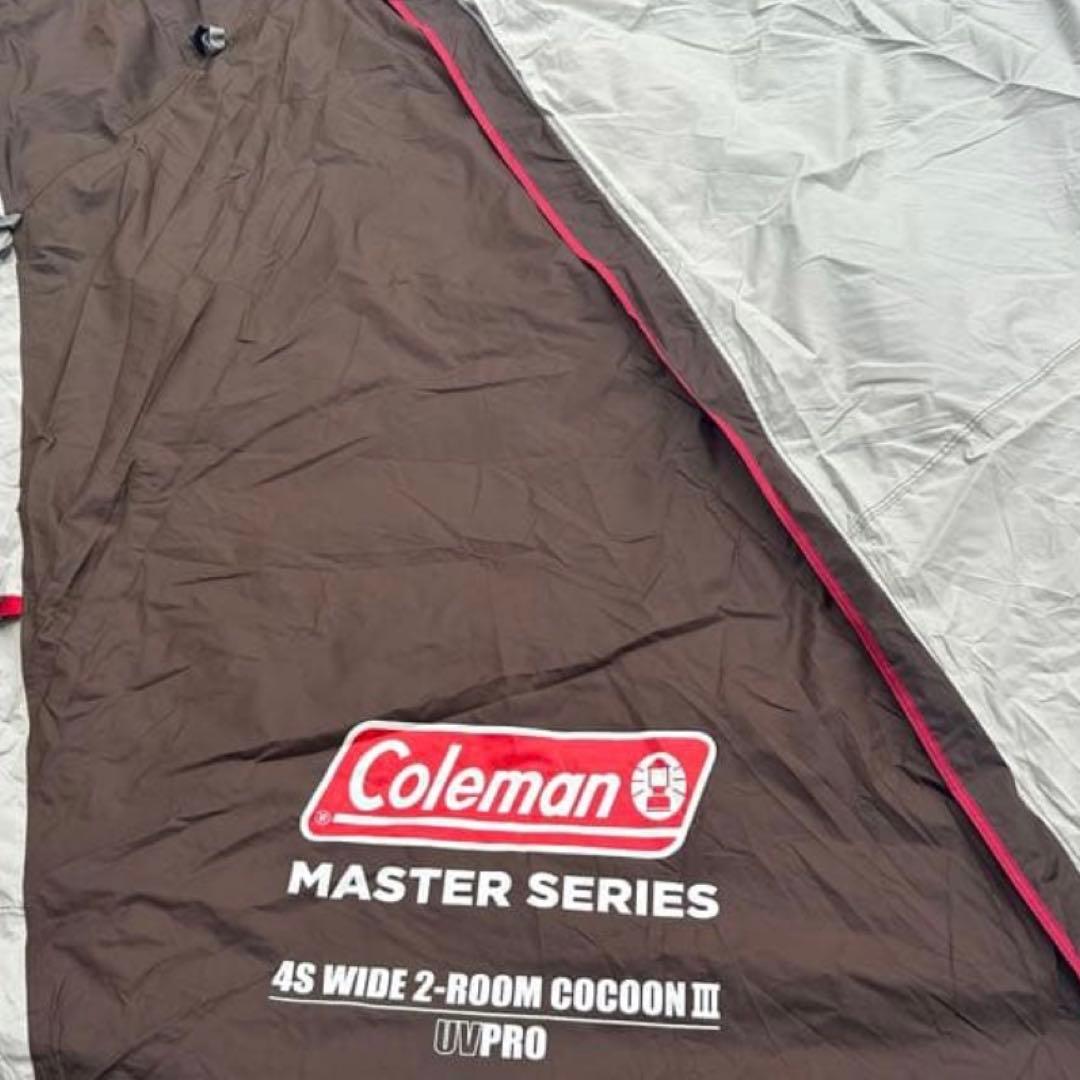 Coleman
®
MASTER SERIES
4S WIDE 2-ROOM COCOON III
UVPRO